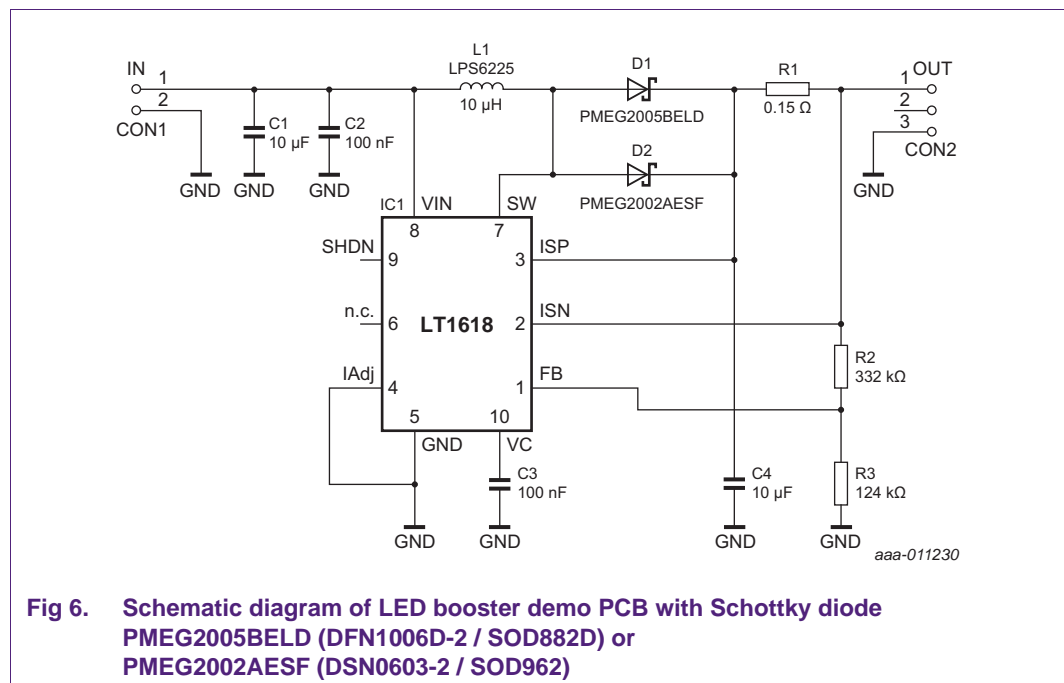 L1
LPS6225
10 µH
D1
PMEG2005BELD
R1
0.15 Ω
IN
1
2
CON1
1 OUT
2
3
CON2
C1
10 µF
C2
100 nF
D2
PMEG2002AESF
GND
GND
GND
GND
IC1
VIN
SW
8
7
SHDN
9
3
ISP
n.c.
6
LT1618
2
ISN
IAdj
4
1
FB
R2
332 kΩ
5
10
GND
VC
C3
100 nF
C4
10 µF
R3
124 kΩ
GND
GND
GND
GND
aaa-011230
Fig 6. Schematic diagram of LED booster demo PCB with Schottky diode
PMEG2005BELD (DFN1006D-2 / SOD882D) or
PMEG2002AESF (DSN0603-2 / SOD962)